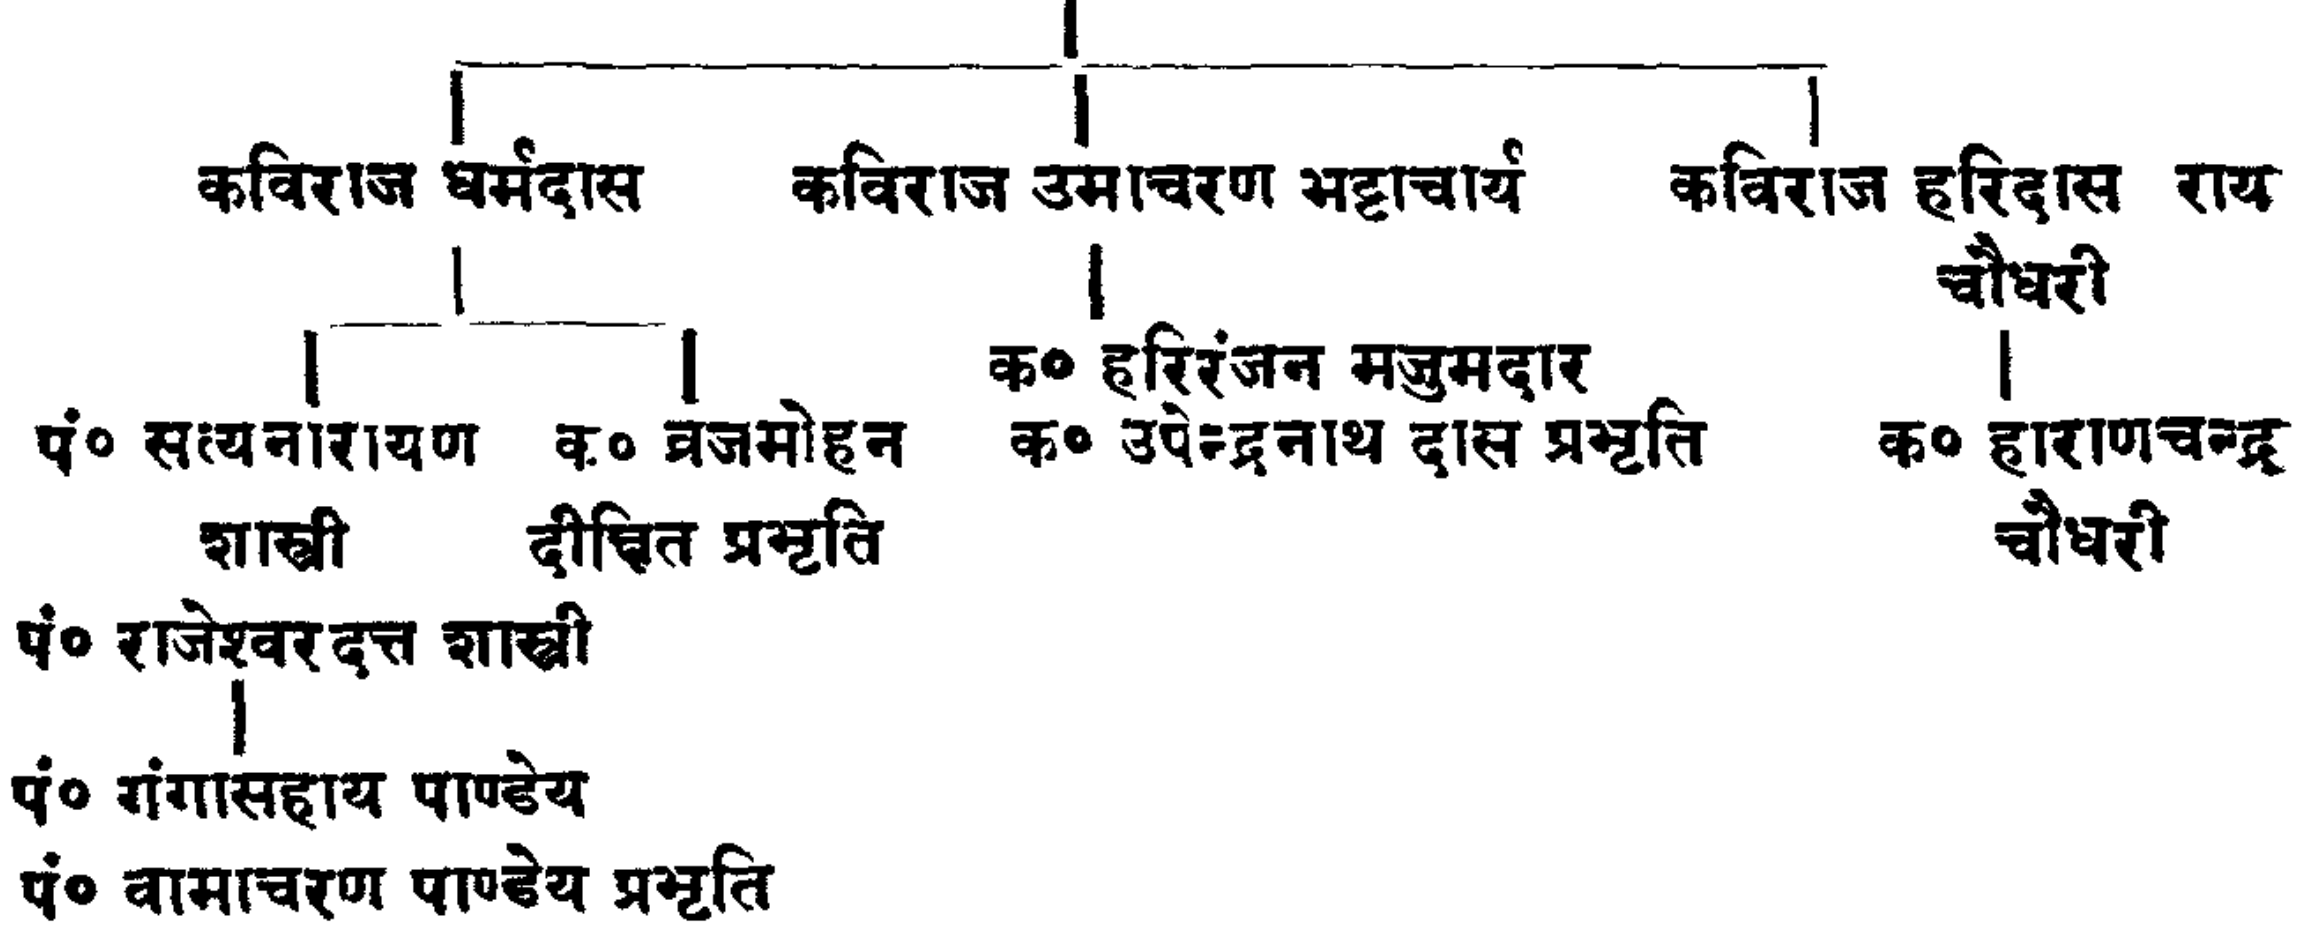 कविराज धर्मदास कविराज उमाचरण भट्टाचार्य कविराज हरिदास राय
चौधरी
क० हरिरंजन मजुमदार
पं० सत्यनारायण क० व्रजमोहन क० उपेन्द्रनाथ दास प्रभृति क० हाराणचन्द्र
शास्त्री दीक्षित प्रभृति चौधरी
पं० राजेश्वरदत्त शास्त्री
पं० गंगासहाय पाण्डेय
पं० वामाचरण पाण्डेय प्रभृति